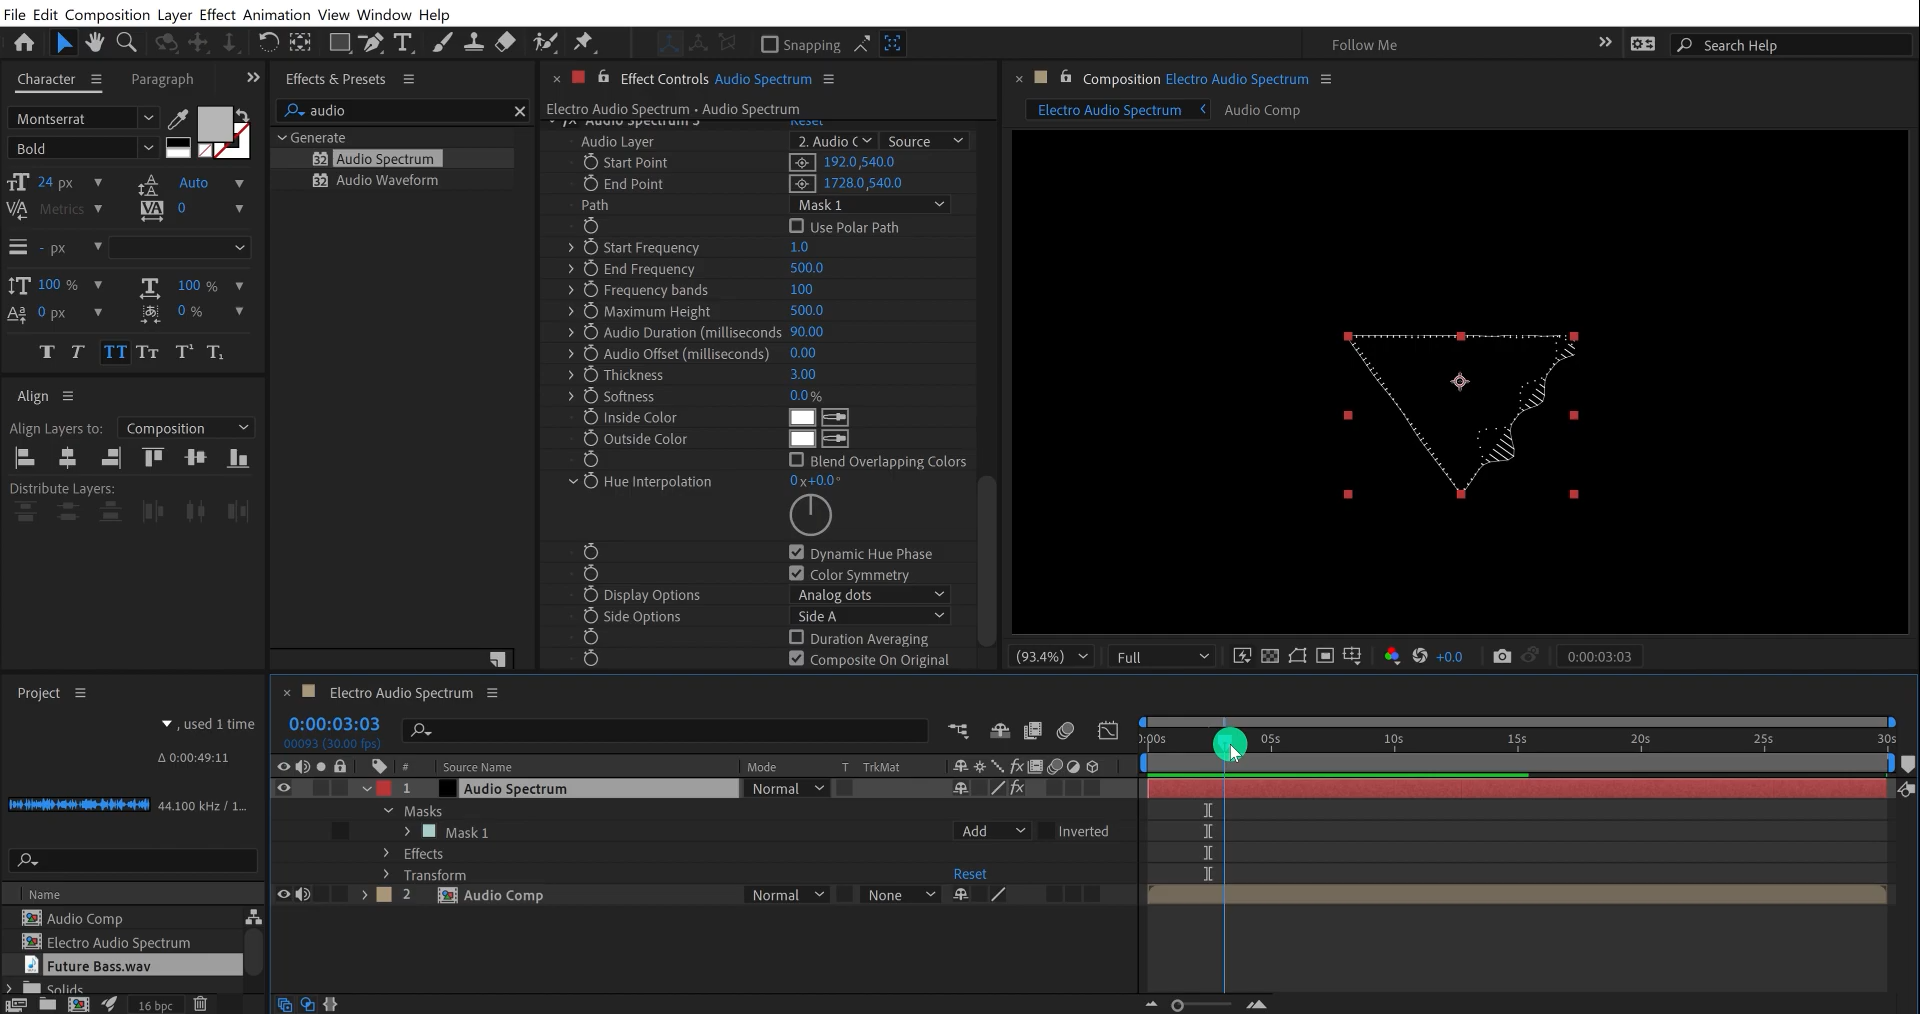 File Edit Composition Layer Effect Animation View Window Help
Snapping
Follow Me
Search Help
Character
Paragraph
Montserrat
Bold
24 px
Auto
Metrics
VA
0
- px
100 %
100 %
0 px
0 %
T T TT Tт T¹ T₁
Align
Align Layers to: Composition
Distribute Layers:
Effects & Presets
audio
Generate
32 Audio Spectrum
32 Audio Waveform
Effect Controls Audio Spectrum
Electro Audio Spectrum • Audio Spectrum
Reset
Audio Layer 2. Audio C Source
Start Point 192.0,540.0
End Point 1728.0,540.0
Path Mask 1
Use Polar Path
Start Frequency 1.0
End Frequency 500.0
Frequency bands 100
Maximum Height 500.0
Audio Duration (milliseconds 90.00
Audio Offset (milliseconds) 0.00
Thickness 3.00
Softness 0.0%
Inside Color
Outside Color
Blend Overlapping Colors
Hue Interpolation 0x+0.0°
Dynamic Hue Phase
Color Symmetry
Display Options Analog dots
Side Options Side A
Duration Averaging
Composite On Original
Composition Electro Audio Spectrum
Electro Audio Spectrum
Audio Comp
(93.4%)
Full
+0.0
0:00:03:03
Project
, used 1 time
Δ 0:00:49:11
44.100 kHz / 1...
Name
Audio Comp
Electro Audio Spectrum
Future Bass.wav
Solids
16 bpc
Electro Audio Spectrum
0:00:03:03
00093 (30.00 fps)
0:00s 05s 10s 15s 20s 25s 30s
# Source Name Mode T TrkMat
1 Audio Spectrum Normal
Masks
Mask 1 Add Inverted
Effects
Transform Reset
2 Audio Comp Normal None